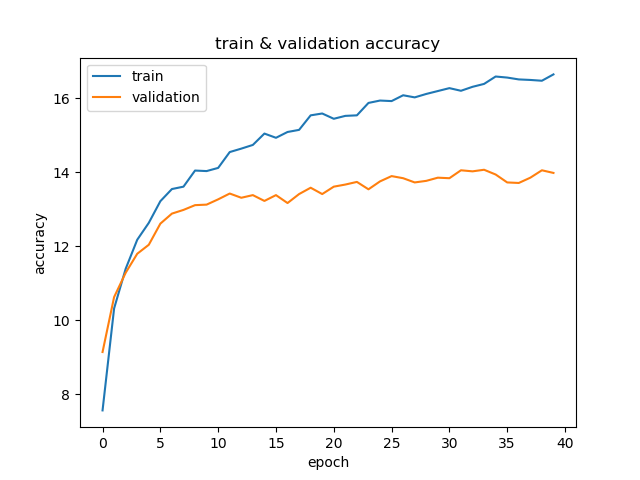 train & validation accuracy
train
validation
accuracy
16
14
12
10
8
0 5 10 15 20 25 30 35 40
epoch